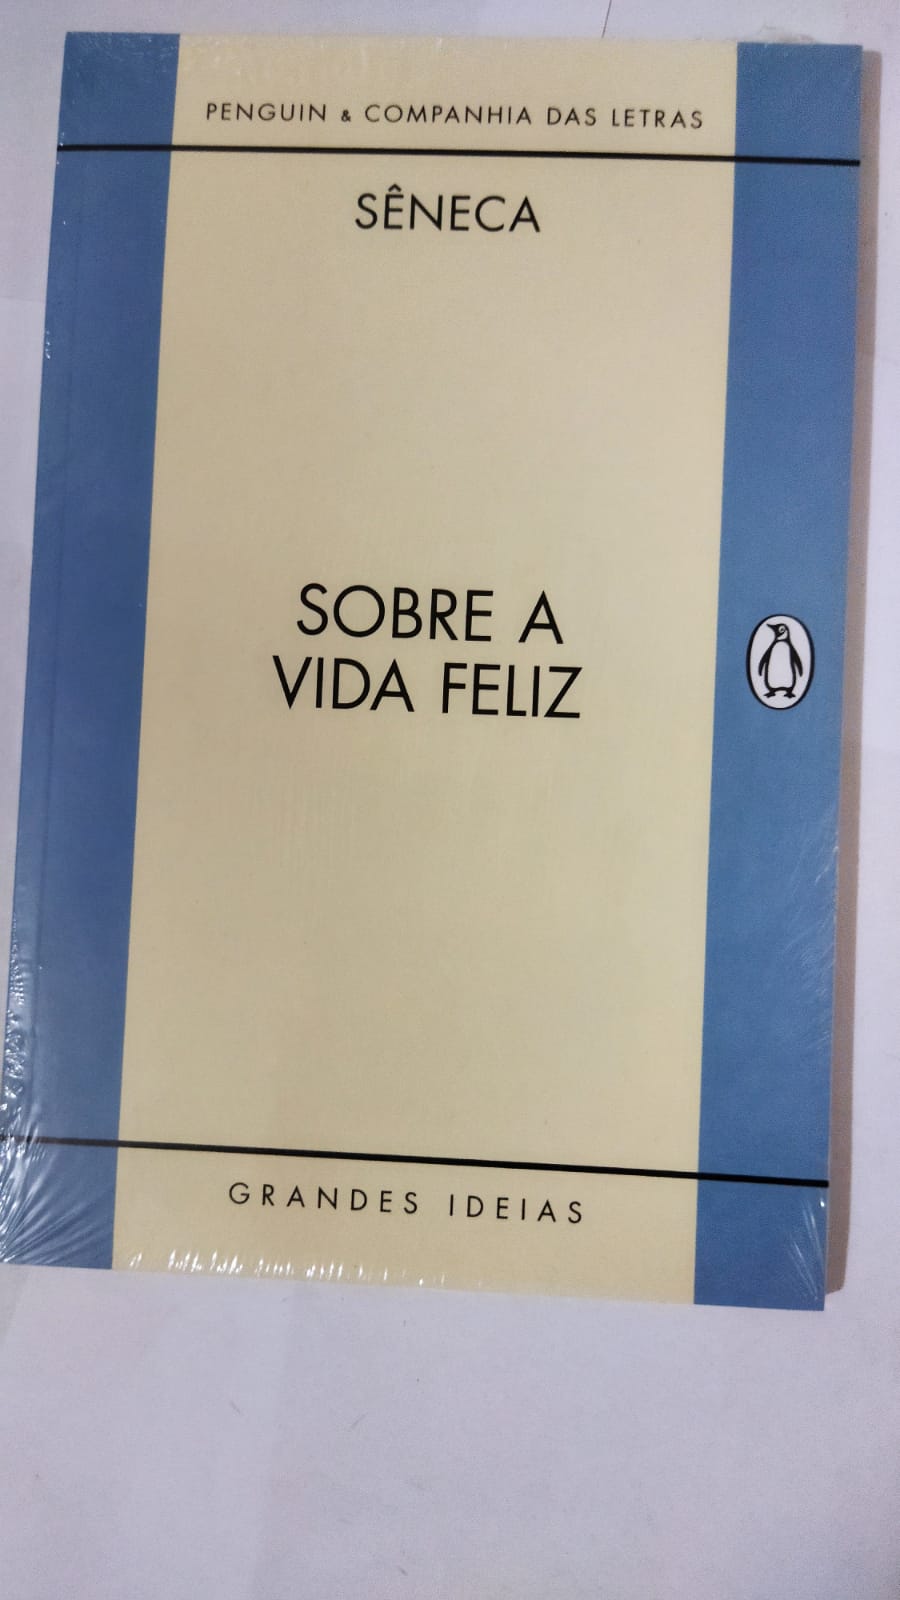 PENGUIN & COMPANHIA DAS LETRAS
SÊNECA
SOBRE A
VIDA FELIZ
GRANDES IDEIAS